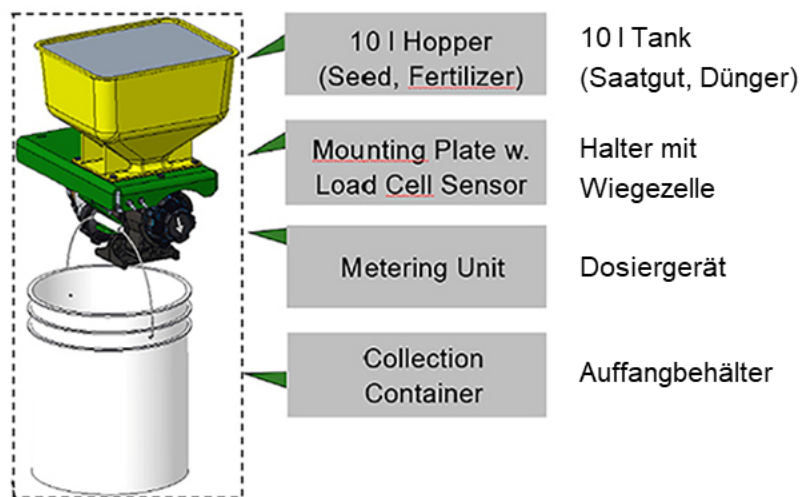 10 l Hopper
(Seed, Fertilizer)
10 l Tank
(Saatgut, Dünger)
Mounting Plate w.
Load Cell Sensor
Halter mit
Wiegezelle
Metering Unit
Dosiergerät
Collection
Container
Auffangbehälter